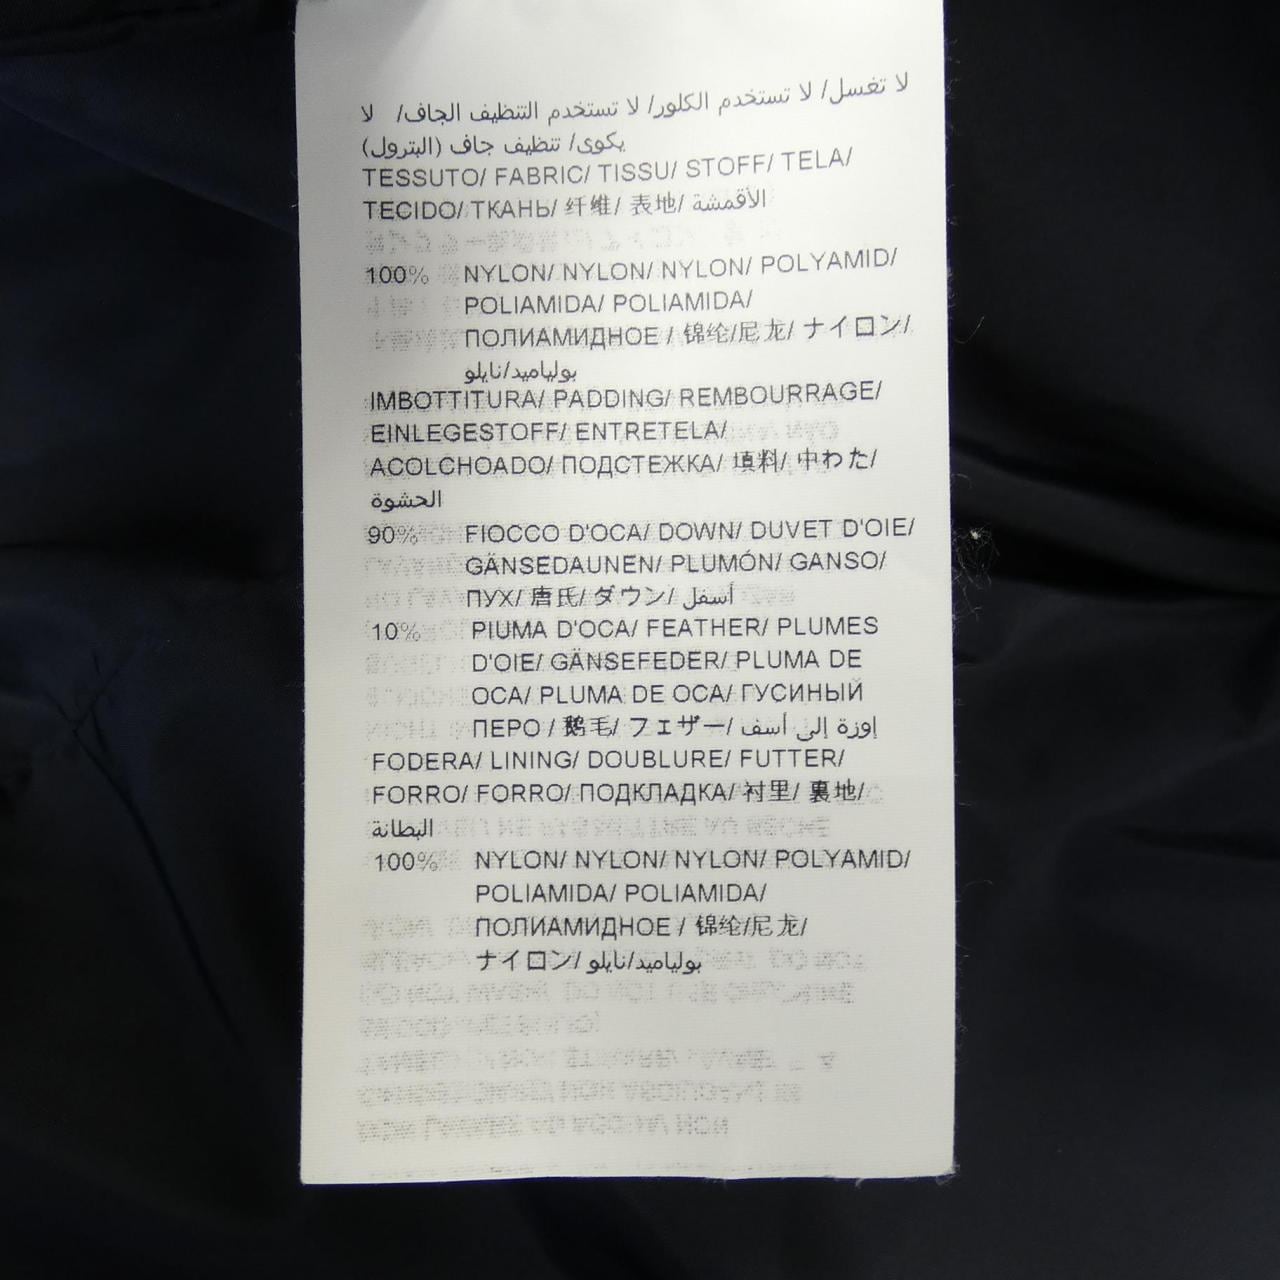 لا تغسل/ لا تستخدم الكلور/ لا تستخدم التنظيف الجاف/ لا
يكوى/ تنظيف جاف (البترول)
TESSUTO/ FABRIC/ TISSU/ STOFF/ TELA/
TECIDO/ ТКАНЬ/ 纤维/ 表地/ الأقمشة
100% NYLON/ NYLON/ NYLON/ POLYAMID/
POLIAMIDA/ POLIAMIDA/
ПОЛИАМИДНОЕ / 锦纶/尼龙/ ナイロン/
بولياميد/نايلو
IMBOTTITURA/ PADDING/ REMBOURRAGE/
EINLEGESTOFF/ ENTRETELA/
ACOLCHOADO/ ПОДСТЕЖКА/ 填料/ 中わた/
الحشوة
90% FIOCCO D'OCA/ DOWN/ DUVET D'OIE/
GÄNSEDAUNEN/ PLUMÓN/ GANSO/
ПУХ/ 唐氏/ ダウン/ أسفل
10% PIUMA D'OCA/ FEATHER/ PLUMES
D'OIE/ GÄNSEFEDER/ PLUMA DE
OCA/ PLUMA DE OCA/ ГУСИНЫЙ
ПЕРО / 鹅毛/ フェザー/ إوزة إلى أسف
FODERA/ LINING/ DOUBLURE/ FUTTER/
FORRO/ FORRO/ ПОДКЛАДКА/ 衬里/ 裏地/
البطانة
100% NYLON/ NYLON/ NYLON/ POLYAMID/
POLIAMIDA/ POLIAMIDA/
ПОЛИАМИДНОЕ / 锦纶/尼龙/
ナイロン/ بولياميد/نايلو